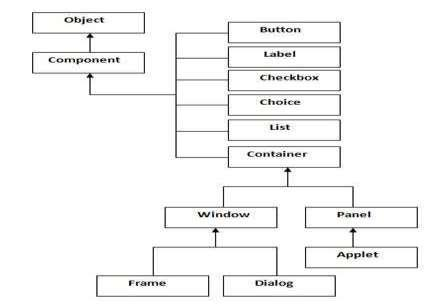 Object
Component
Button
Label
Checkbox
Choice
List
Container
Window
Panel
Applet
Frame
Dialog